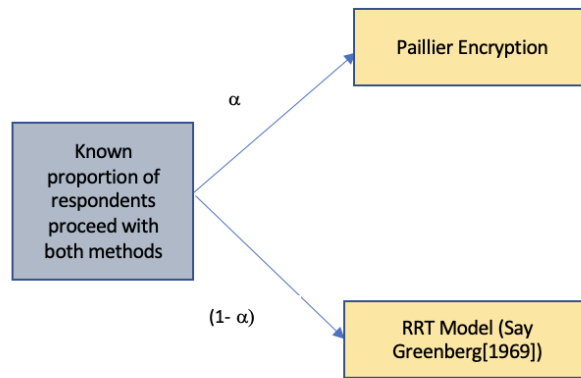 Paillier Encryption
α
Known
proportion of
respondents
proceed with
both methods
(1- α)
RRT Model (Say
Greenberg[1969])